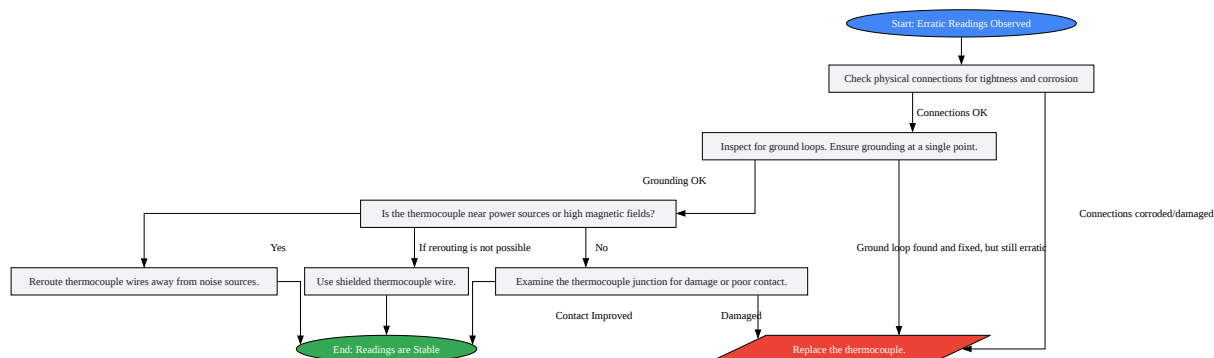 Start: Erratic Readings Observed
Check physical connections for tightness and corrosion
Connections OK
Inspect for ground loops. Ensure grounding at a single point.
Grounding OK
Is the thermocouple near power sources or high magnetic fields?
Connections corroded/damaged
Yes
If rerouting is not possible
No
Ground loop found and fixed, but still erratic
Reroute thermocouple wires away from noise sources.
Use shielded thermocouple wire.
Examine the thermocouple junction for damage or poor contact.
Contact Improved
Damaged
End: Readings are Stable
Replace the thermocouple.